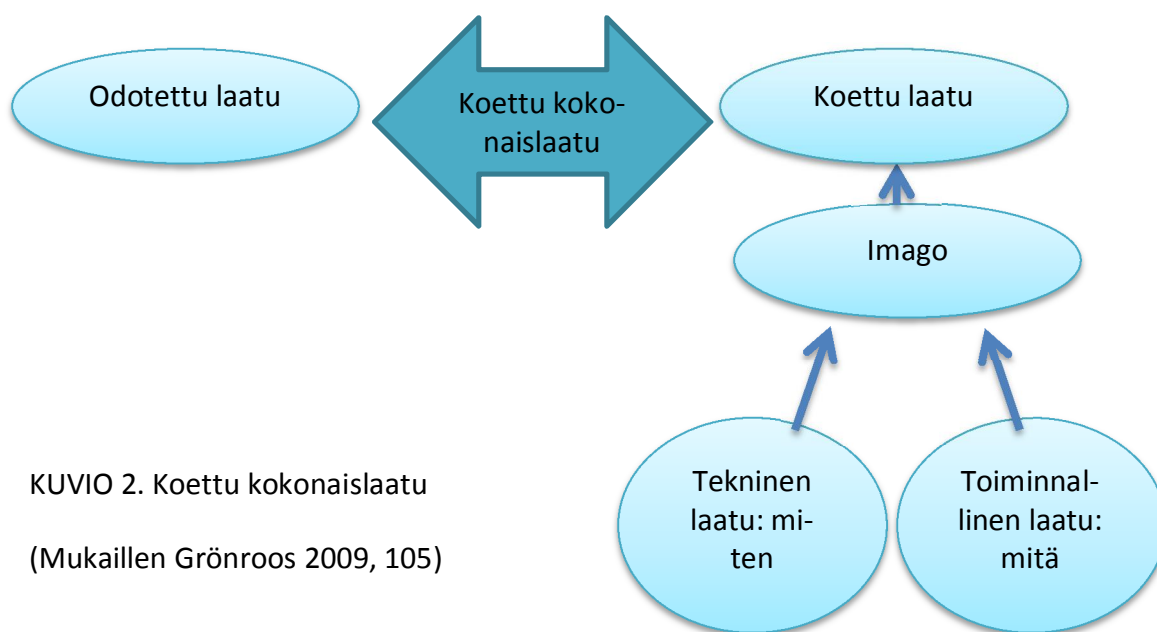 Odotettu laatu
Koettu koko-
naislaatu
Koettu laatu
Imago
Tekninen
laatu: mi-
ten
Toiminnal-
linen laatu:
mitä
KUVIO 2. Koettu kokonaislaatu
(Mukaillen Grönroos 2009, 105)